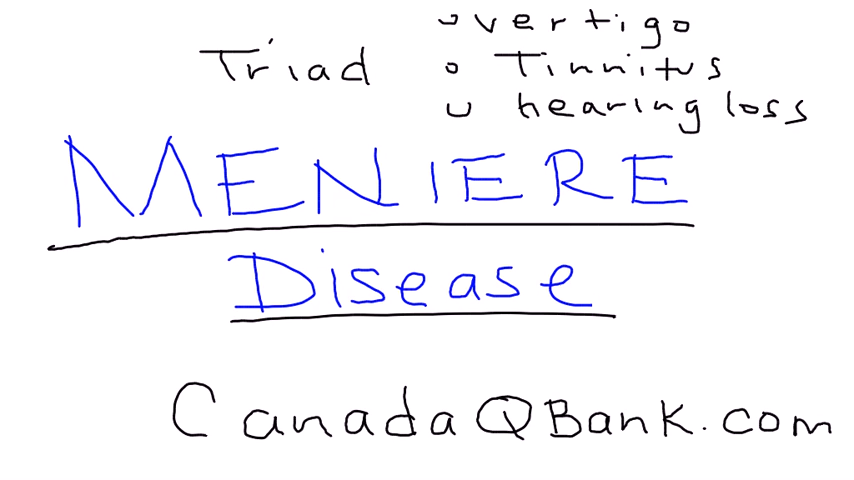 Triad
vertigo
Tinnitus
hearing loss
MENIERE
Disease
CanadaQBank.com